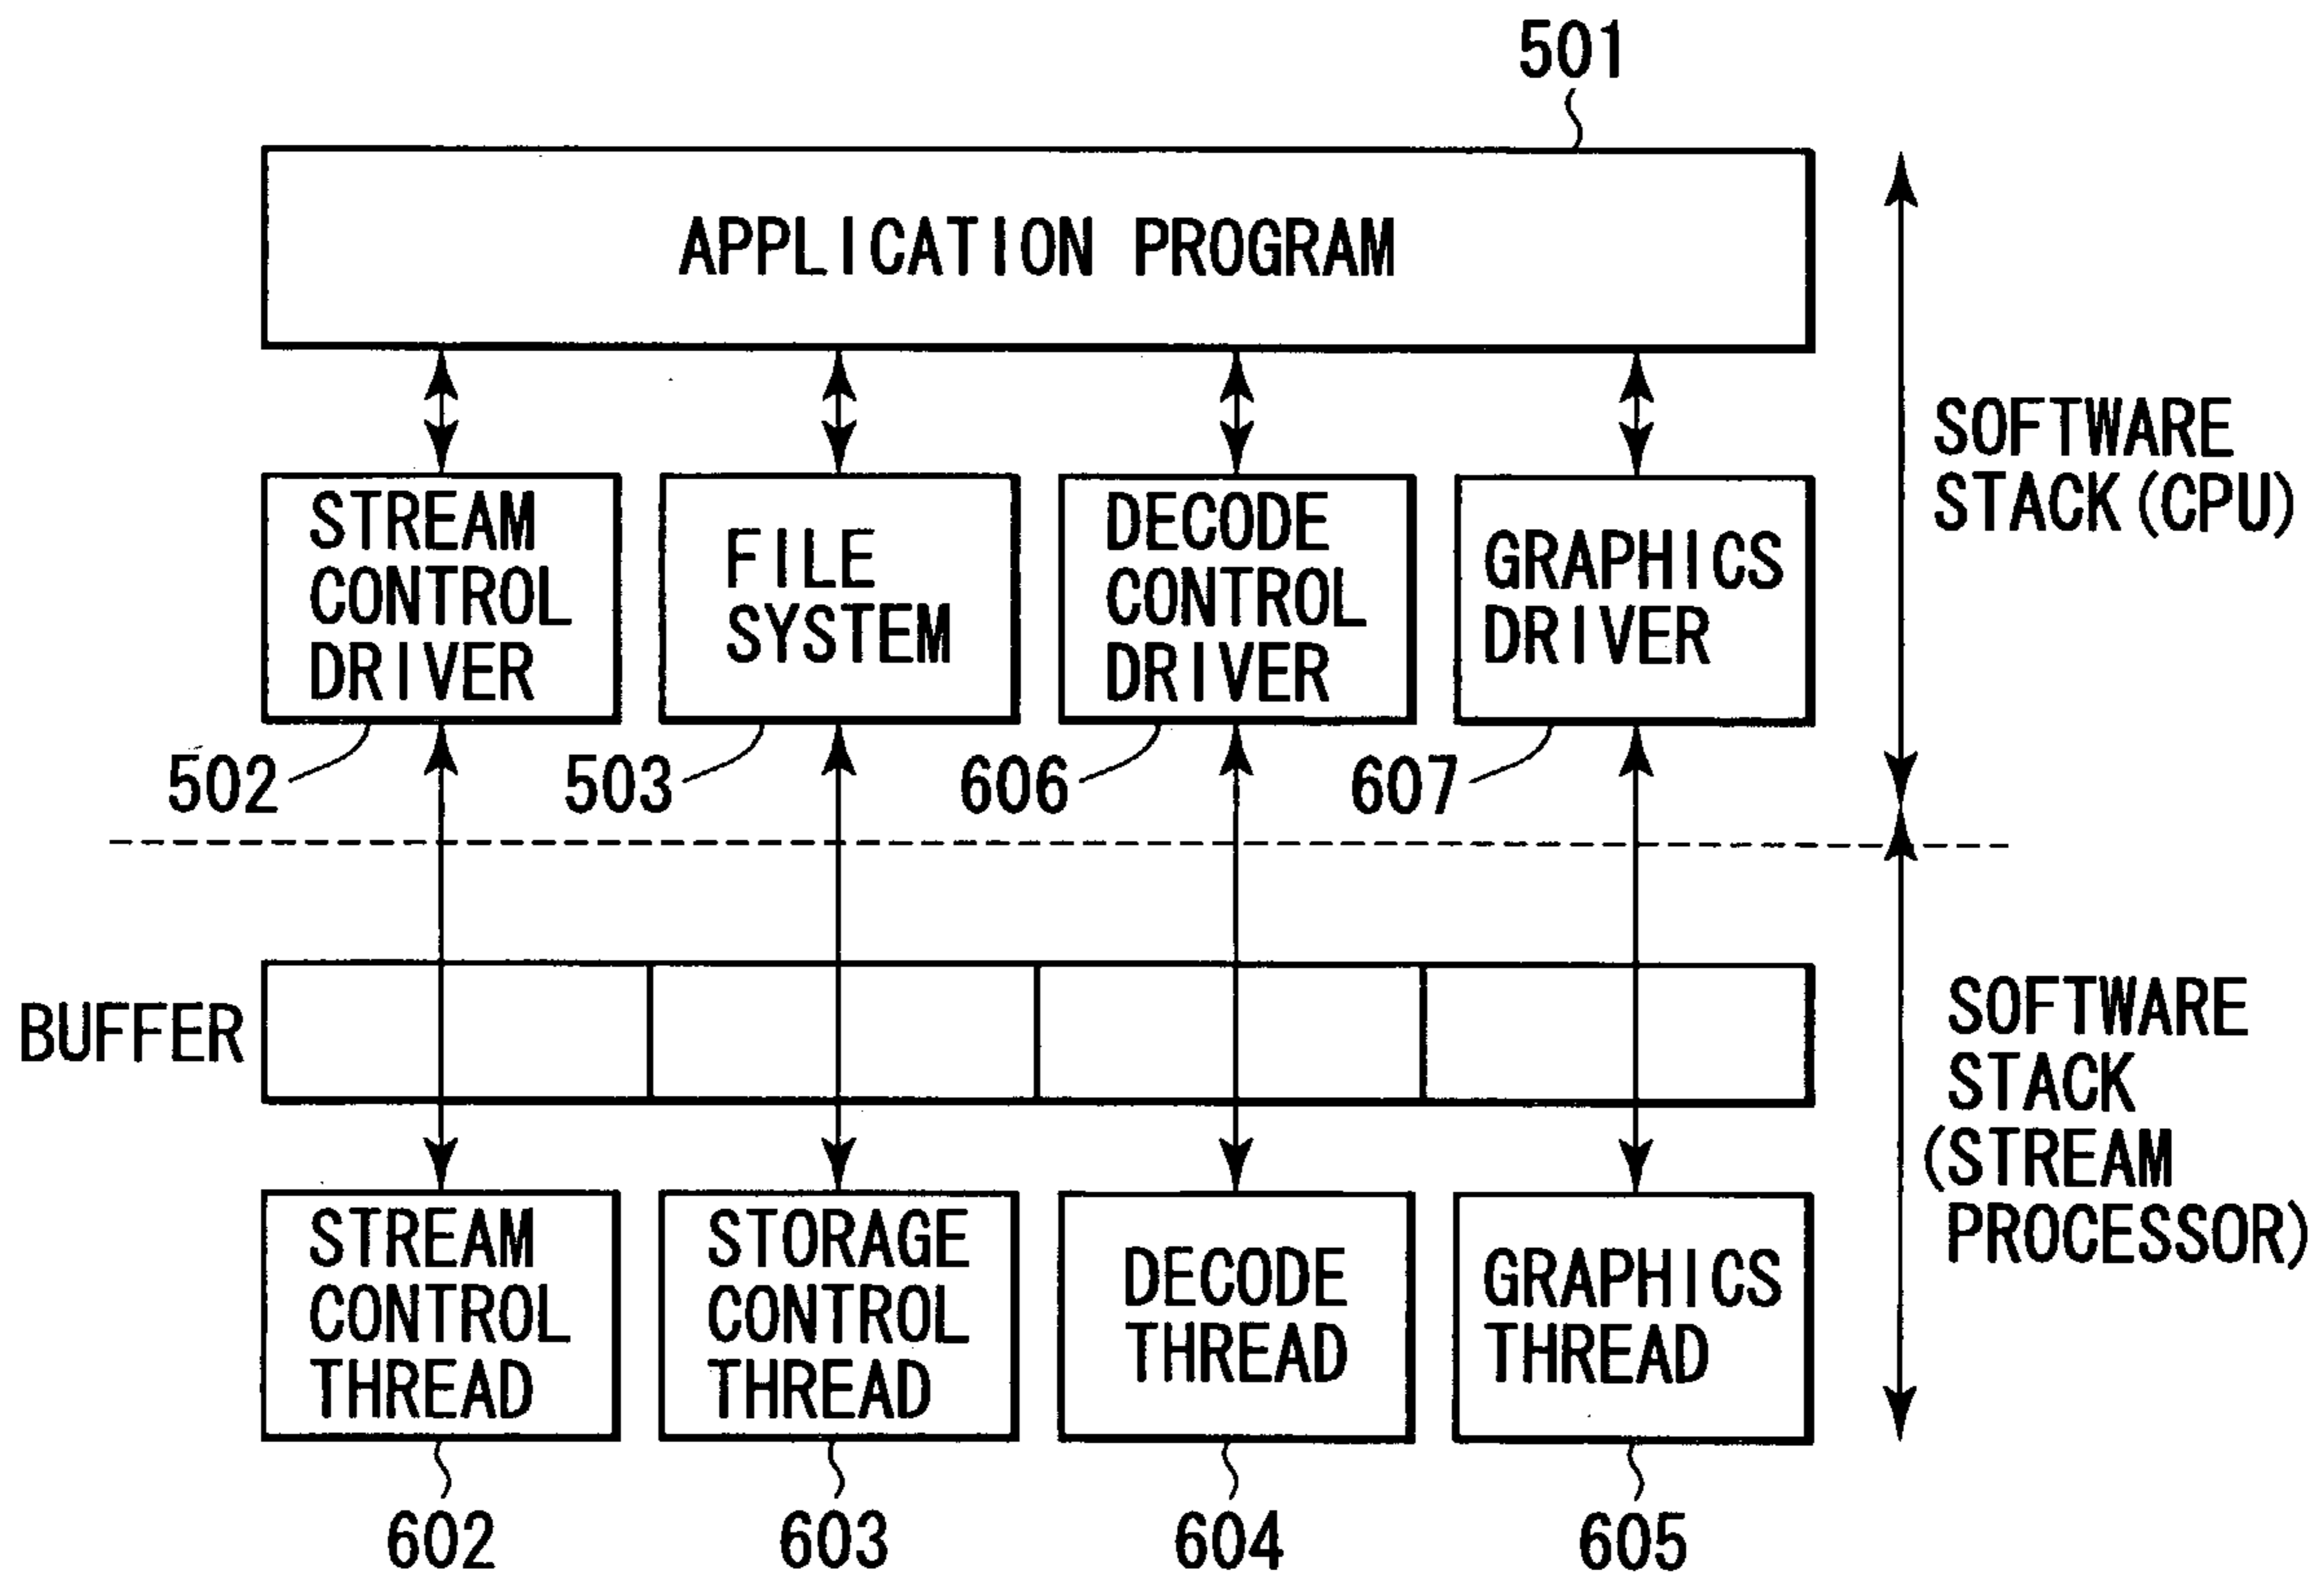 501
APPLICATION PROGRAM
SOFTWARE
STACK (CPU)
STREAM
CONTROL
DRIVER
FILE
SYSTEM
DECODE
CONTROL
DRIVER
GRAPHICS
DRIVER
502
503
606
607
BUFFER
SOFTWARE
STACK
(STREAM
PROCESSOR)
STREAM
CONTROL
THREAD
STORAGE
CONTROL
THREAD
DECODE
THREAD
GRAPHICS
THREAD
602
603
604
605